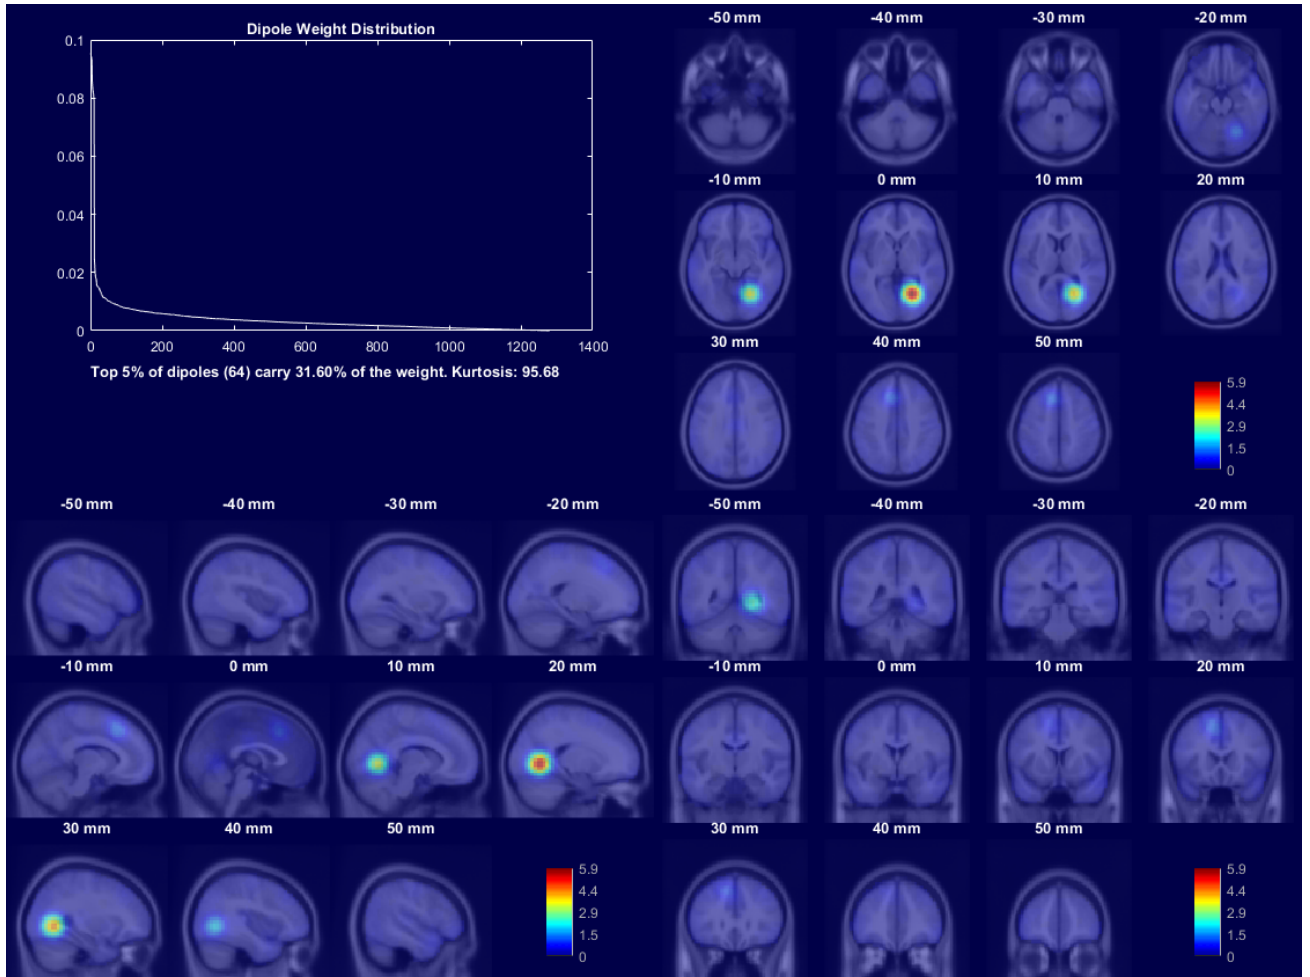 Dipole Weight Distribution
0.1
0.08
0.06
0.04
0.02
0
0 200 400 600 800 1000 1200 1400
Top 5% of dipoles (64) carry 31.60% of the weight. Kurtosis: 95.68
-50 mm -40 mm -30 mm -20 mm
-10 mm 0 mm 10 mm 20 mm
30 mm 40 mm 50 mm
5.9
4.4
2.9
1.5
0
-50 mm -40 mm -30 mm -20 mm
-10 mm 0 mm 10 mm 20 mm
30 mm 40 mm 50 mm
5.9
4.4
2.9
1.5
0
-50 mm -40 mm -30 mm -20 mm
-10 mm 0 mm 10 mm 20 mm
30 mm 40 mm 50 mm
5.9
4.4
2.9
1.5
0